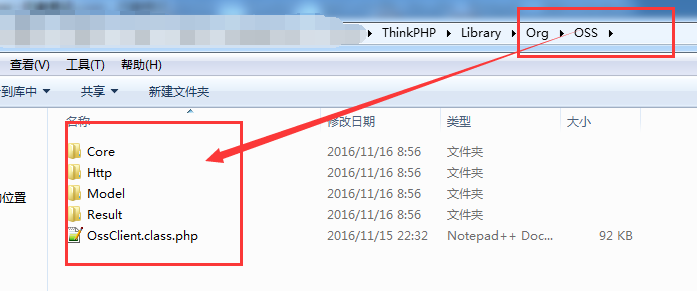 ThinkPHP Library Org OSS
查看(V) 工具(T) 帮助(H)
到库中 共享 新建文件夹
名称 修改日期 类型 大小
Core 2016/11/16 8:56 文件夹
Http 2016/11/16 8:56 文件夹
的位置 Model 2016/11/16 8:56 文件夹
Result 2016/11/16 8:56 文件夹
OssClient.class.php 2016/11/15 22:32 Notepad++ Doc... 92 KB